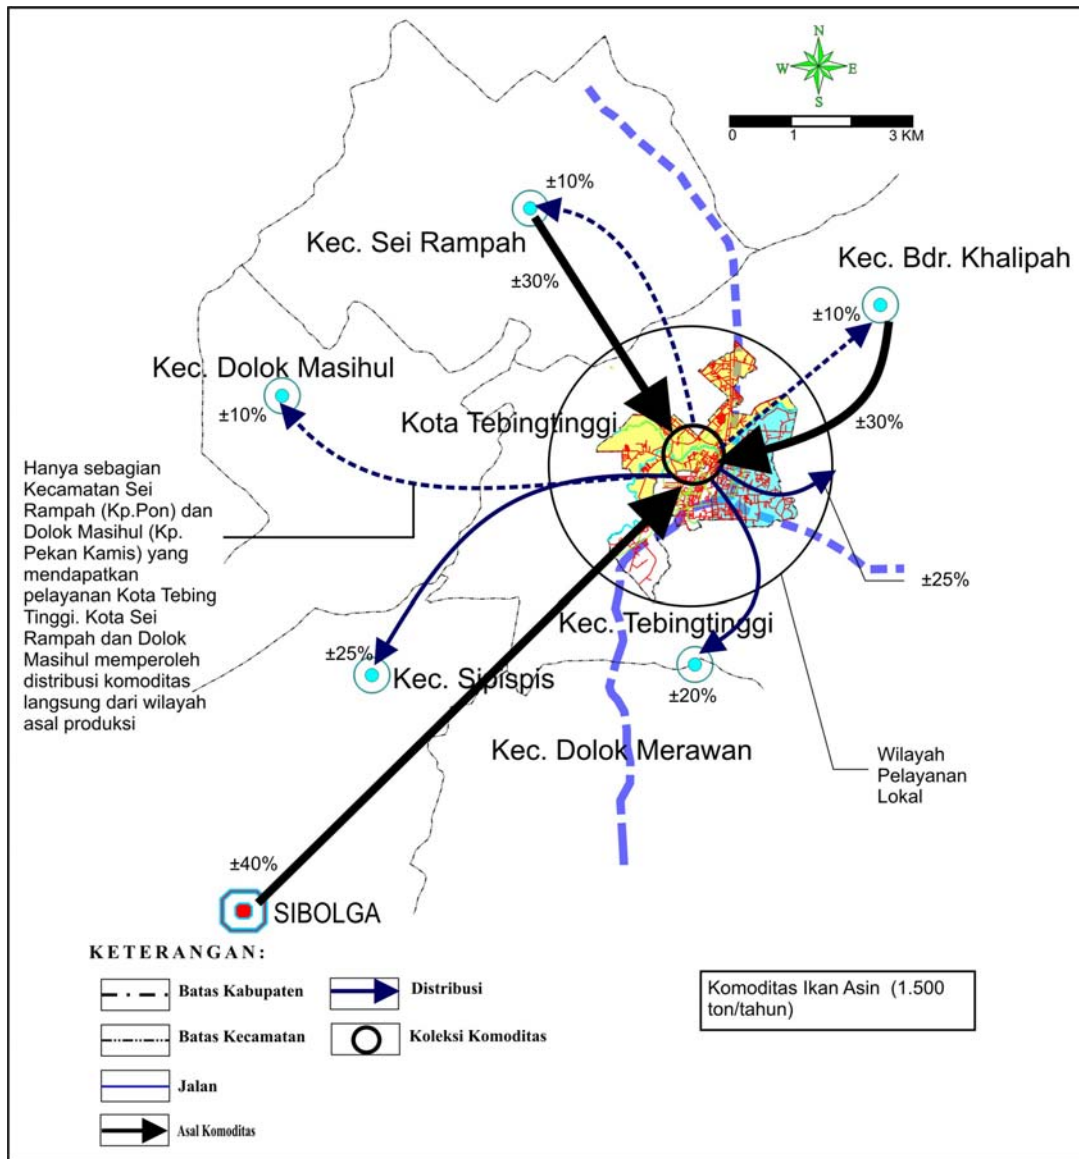 N
W E
S
0 1 3 KM
±10%
Kec. Sei Rampah
±30%
Kec. Bdr. Khalipah
±10%
Kec. Dolok Masihul
±10%
Kota Tebingtinggi
±30%
Hanya sebagian
Kecamatan Sei
Rampah (Kp.Pon) dan
Dolok Masihul (Kp.
Pekan Kamis) yang
mendapatkan
pelayanan Kota Tebing
Tinggi. Kota Sei
Rampah dan Dolok
Masihul memperoleh
distribusi komoditas
langsung dari wilayah
asal produksi
±25%
Kec. Tebingtinggi
±25%
Kec. Sipispis
±20%
Kec. Dolok Merawan
Wilayah
Pelayanan
Lokal
±40%
SIBOLGA
KETERANGAN:
Batas Kabupaten
Distribusi
Batas Kecamatan
Koleksi Komoditas
Jalan
Asal Komoditas
Komoditas Ikan Asin (1.500
ton/tahun)